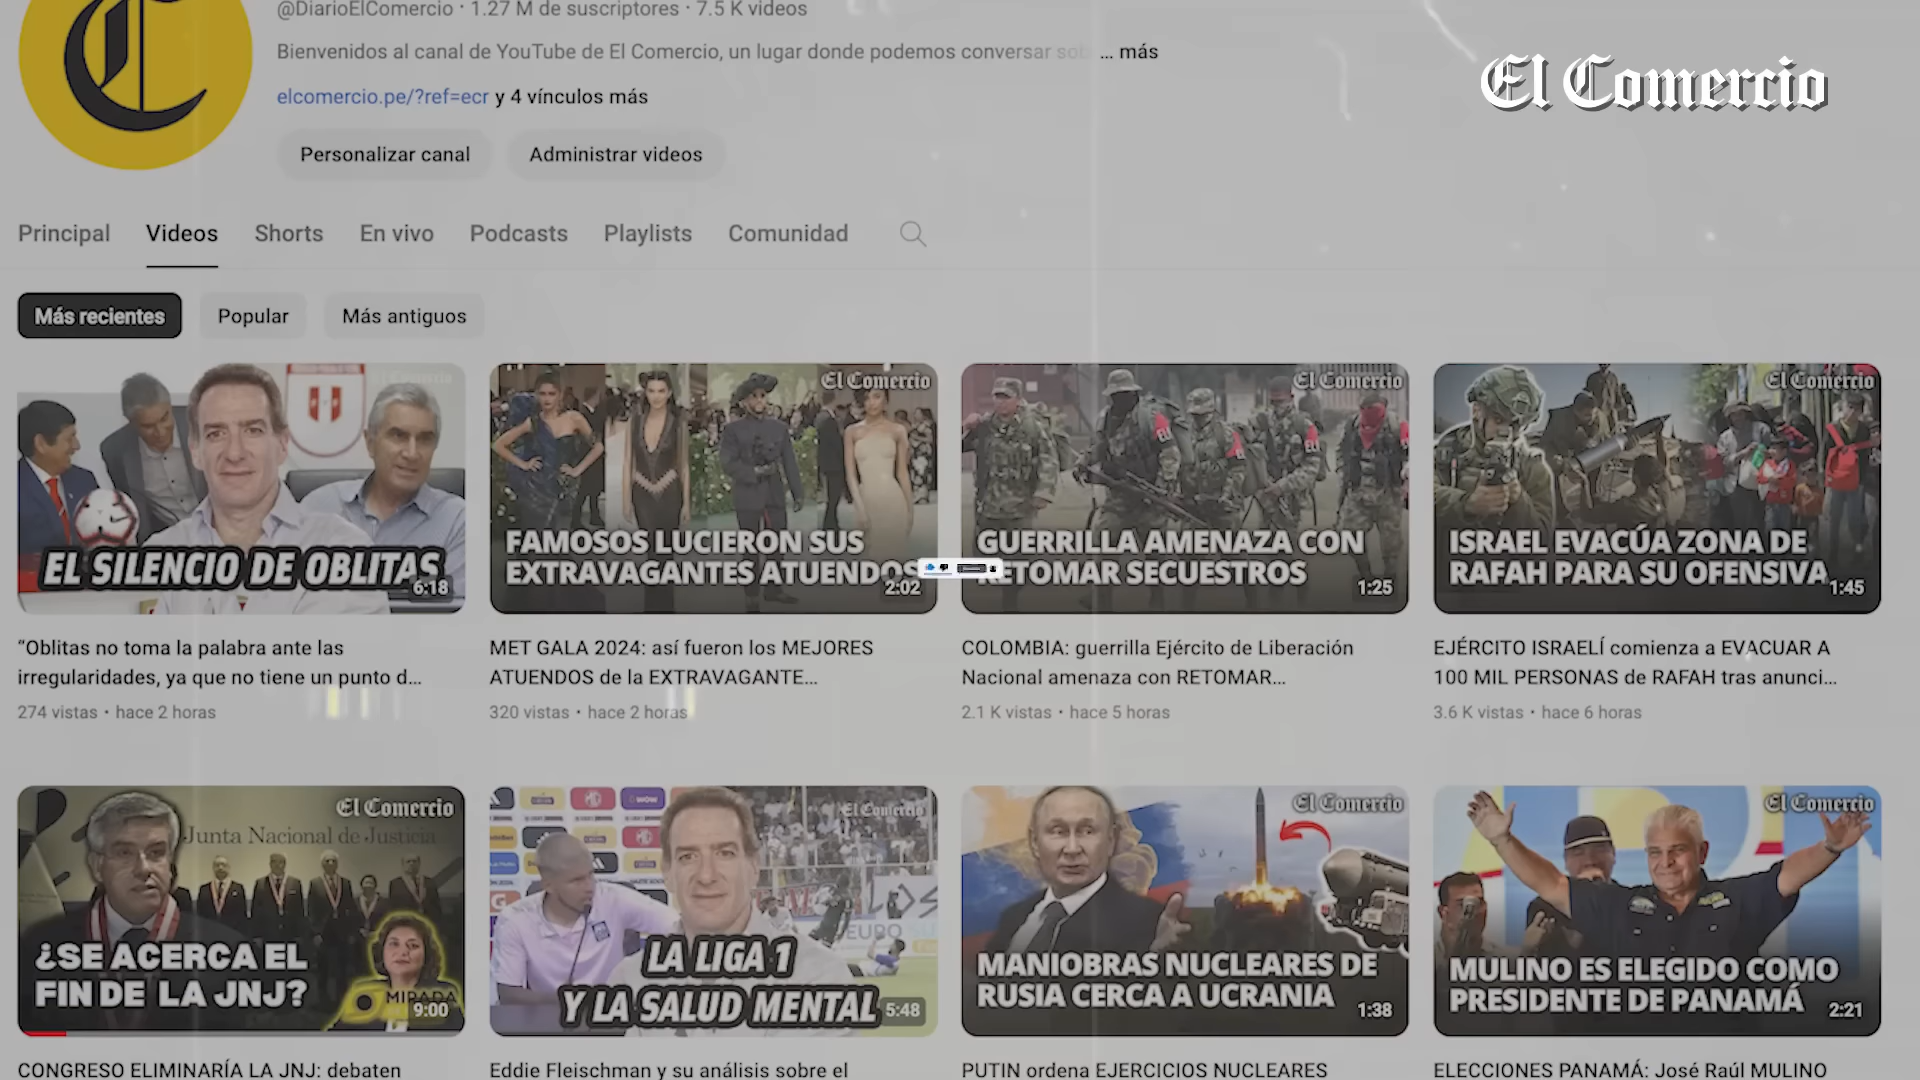 @DiarioElComercio · 1.27 M de suscriptores · 7.5 K videos
Bienvenidos al canal de YouTube de El Comercio, un lugar donde podemos conversar sob... más
El Comercio
elcomercio.pe/?ref=ecr y 4 vínculos más
Personalizar canal Administrar videos
Principal Videos Shorts En vivo Podcasts Playlists Comunidad
Más recientes Popular Más antiguos
EL SILENCIO DE OBLITAS
6:18
El Comercio
FAMOSOS LUCIERON SUS
EXTRAVAGANTES ATUENDOS
2:02
El Comercio
GUERRILLA AMENAZA CON
RETOMAR SECUESTROS
1:25
El Comercio
ISRAEL EVACÚA ZONA DE
RAFAH PARA SU OFENSIVA
1:45
“Oblitas no toma la palabra ante las
irregularidades, ya que no tiene un punto d...
274 vistas · hace 2 horas
MET GALA 2024: así fueron los MEJORES
ATUENDOS de la EXTRAVAGANTE...
320 vistas · hace 2 horas
COLOMBIA: guerrilla Ejército de Liberación
Nacional amenaza con RETOMAR...
2.1 K vistas · hace 5 horas
EJÉRCITO ISRAELÍ comienza a EVACUAR A
100 MIL PERSONAS de RAFAH tras anunci...
3.6 K vistas · hace 6 horas
El Comercio
Junta Nacional de Justicia
¿SE ACERCA EL
FIN DE LA JNJ?
MIRADA
9:00
El Comercio
LA LIGA 1
Y LA SALUD MENTAL
5:48
El Comercio
MANIOBRAS NUCLEARES DE
RUSIA CERCA A UCRANIA
1:38
El Comercio
MULINO ES ELEGIDO COMO
PRESIDENTE DE PANAMÁ
2:21
CONGRESO ELIMINARÍA LA JNJ: debaten
Eddie Fleischman y su análisis sobre el
PUTIN ordena EJERCICIOS NUCLEARES
ELECCIONES PANAMÁ: José Raúl MULINO